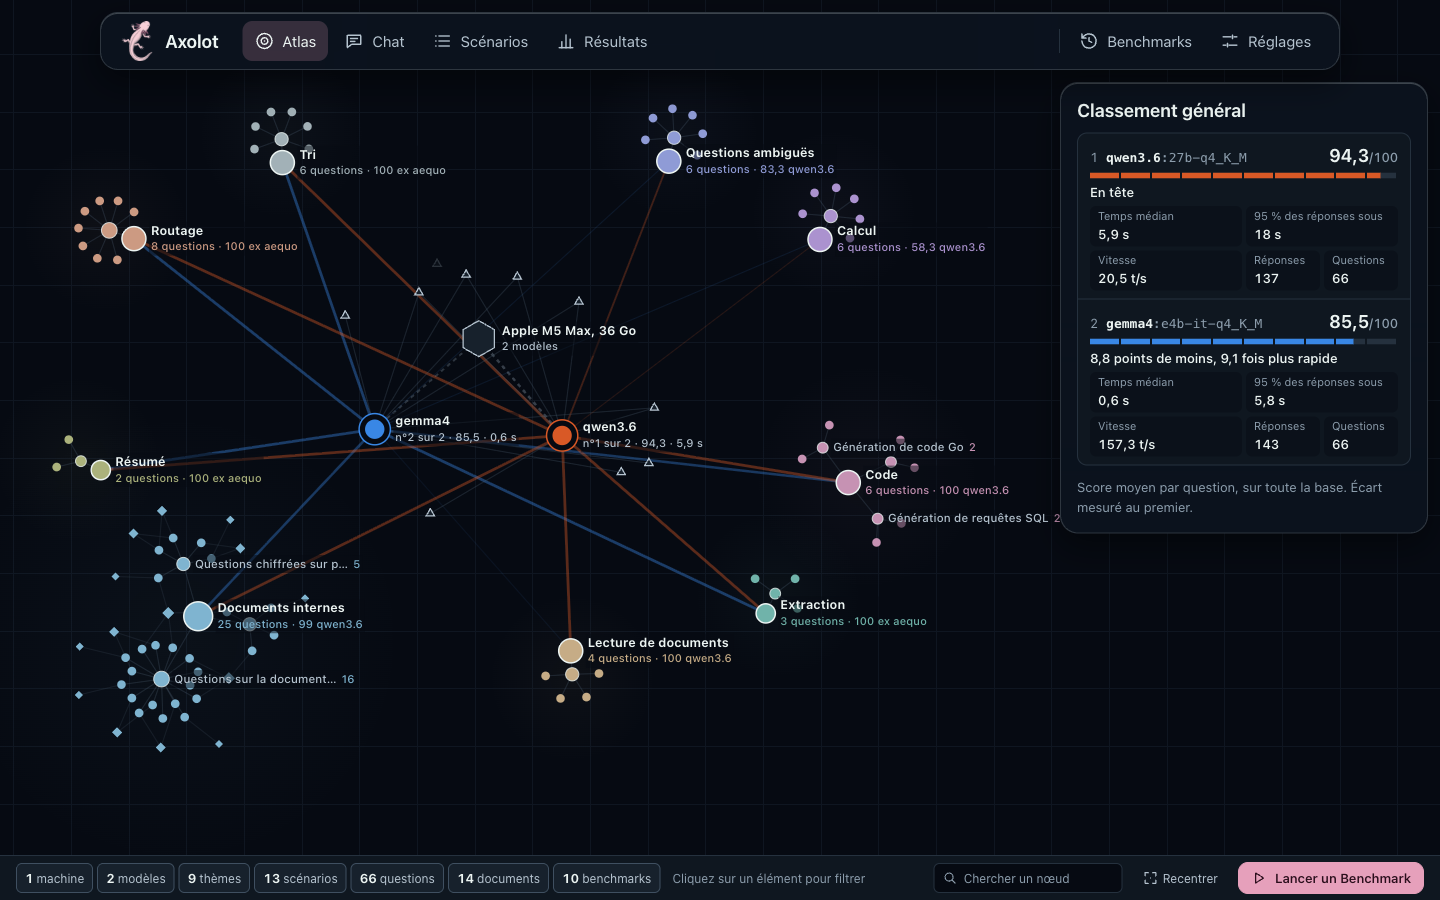 Axolot
Atlas
Chat
Scénarios
Résultats
Benchmarks
Réglages
Classement général
1 qwen3.6:27b-q4_K_M 94,3/100
En tête
Temps médian
5,9 s
95 % des réponses sous
18 s
Vitesse
20,5 t/s
Réponses
137
Questions
66
2 gemma4:e4b-it-q4_K_M 85,5/100
8,8 points de moins, 9,1 fois plus rapide
Temps médian
0,6 s
95 % des réponses sous
5,8 s
Vitesse
157,3 t/s
Réponses
143
Questions
66
Score moyen par question, sur toute la base. Écart
mesuré au premier.
Tri
6 questions · 100 ex aequo
Questions ambiguës
6 questions · 83,3 qwen3.6
Routage
8 questions · 100 ex aequo
Calcul
6 questions · 58,3 qwen3.6
Apple M5 Max, 36 Go
2 modèles
gemma4
n°2 sur 2 · 85,5 · 0,6 s
qwen3.6
n°1 sur 2 · 94,3 · 5,9 s
Génération de code Go 2
Résumé
2 questions · 100 ex aequo
Code
6 questions · 100 qwen3.6
Génération de requêtes SQL 2
Questions chiffrées sur p... 5
Documents internes
25 questions · 99 qwen3.6
Extraction
3 questions · 100 ex aequo
Lecture de documents
4 questions · 100 qwen3.6
Questions sur la document... 16
1 machine
2 modèles
9 thèmes
13 scénarios
66 questions
14 documents
10 benchmarks
Cliquez sur un élément pour filtrer
Chercher un nœud
Recentrer
Lancer un Benchmark